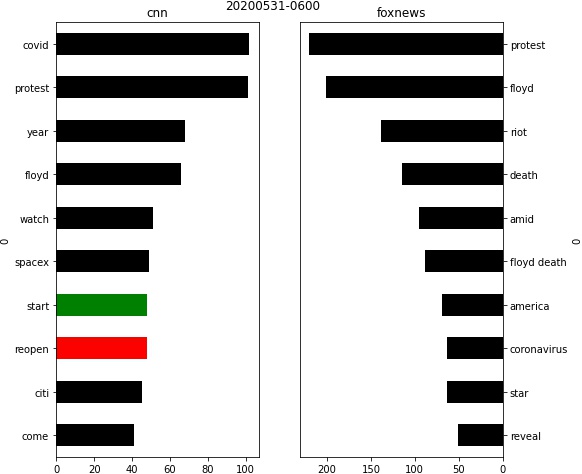 20200531-0600
cnn
covid
protest
year
floyd
watch
spacex
start
reopen
citi
come
0 20 40 60 80 100
0
foxnews
protest
floyd
riot
death
amid
floyd death
america
coronavirus
star
reveal
200 150 100 50 0
0